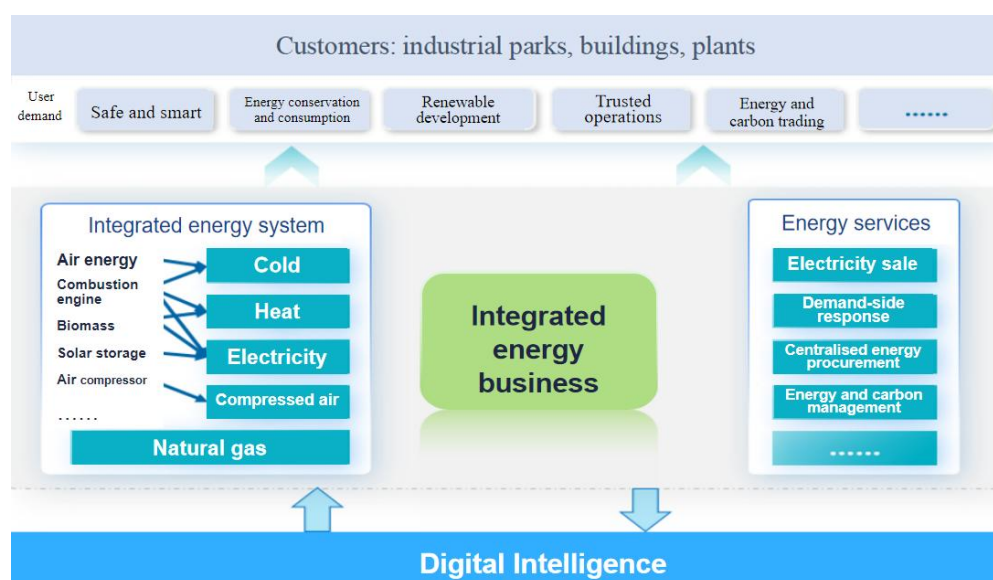 Customers: industrial parks, buildings, plants
User
demand
Safe and smart
Energy conservation
and consumption
Renewable
development
Trusted
operations
Energy and
carbon trading
......
Integrated energy system
Air energy
Combustion
engine
Biomass
Solar storage
Air compressor
......
Cold
Heat
Electricity
Compressed air
Natural gas
Integrated
energy
business
Energy services
Electricity sale
Demand-side
response
Centralised energy
procurement
Energy and carbon
management
......
Digital Intelligence